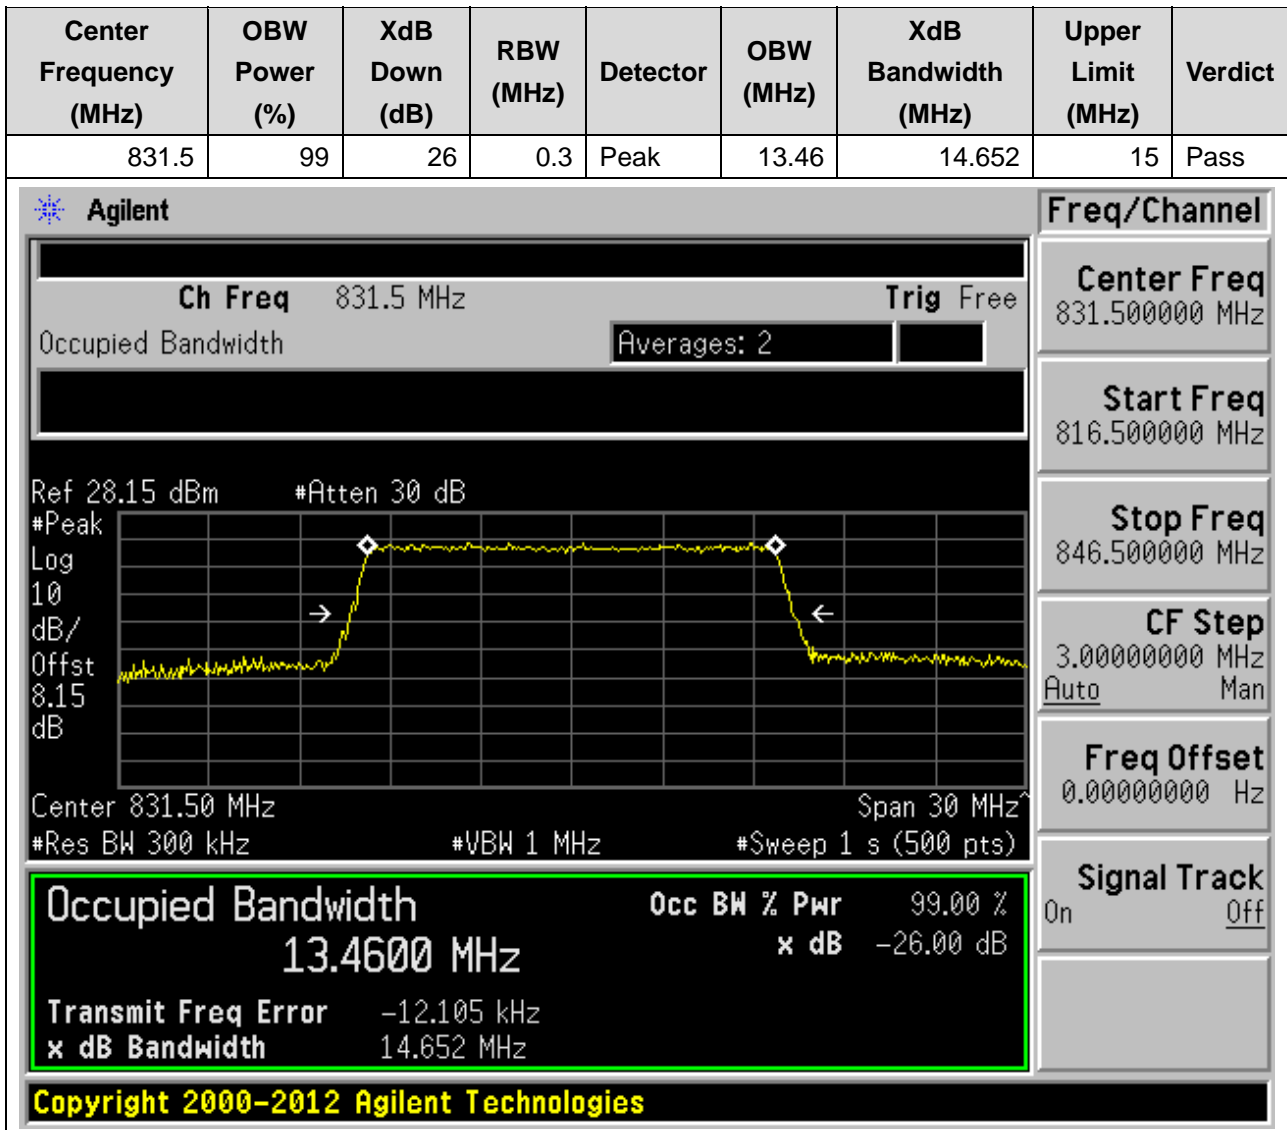 Center Frequency (MHz) OBW Power (%) XdB Down (dB) RBW (MHz) Detector OBW (MHz) XdB Bandwidth (MHz) Upper Limit (MHz) Verdict
831.5 99 26 0.3 Peak 13.46 14.652 15 Pass
Agilent
Freq/Channel
Ch Freq 831.5 MHz Trig Free
Occupied Bandwidth Averages: 2
Center Freq
831.500000 MHz
Start Freq
816.500000 MHz
Stop Freq
846.500000 MHz
CF Step
3.00000000 MHz
Auto Man
Freq Offset
0.00000000 Hz
Signal Track
On Off
Ref 28.15 dBm #Atten 30 dB
#Peak
Log
10
dB/
Offst
8.15
dB
Center 831.50 MHz Span 30 MHz^
#Res BW 300 kHz #VBW 1 MHz #Sweep 1 s (500 pts)
Occupied Bandwidth
13.4600 MHz
Occ BW % Pwr 99.00 %
x dB -26.00 dB
Transmit Freq Error -12.105 kHz
x dB Bandwidth 14.652 MHz
Copyright 2000-2012 Agilent Technologies